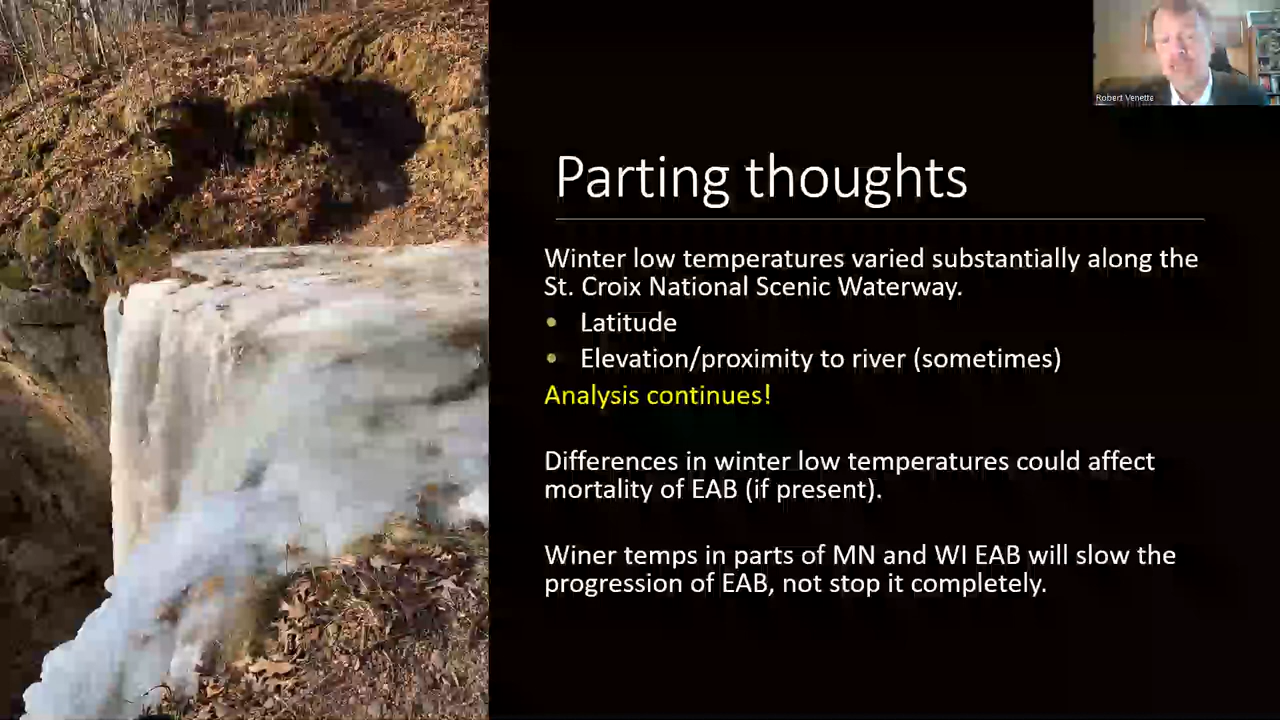 Robert Venette
Parting thoughts
Winter low temperatures varied substantially along the
St. Croix National Scenic Waterway.
• Latitude
• Elevation/proximity to river (sometimes)
Analysis continues!
Differences in winter low temperatures could affect
mortality of EAB (if present).
Winer temps in parts of MN and WI EAB will slow the
progression of EAB, not stop it completely.